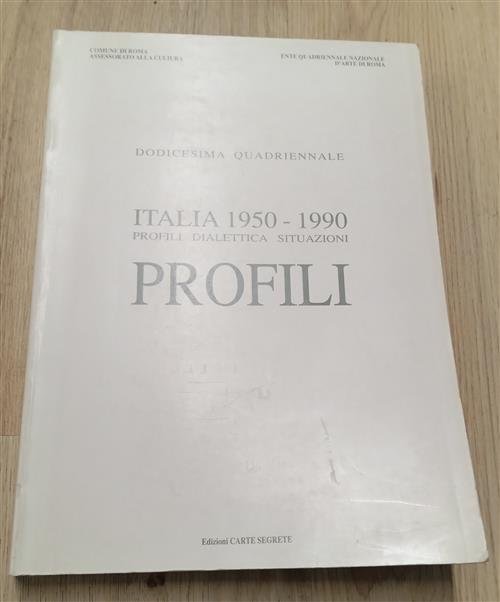 COMUNE DI ROMA
ASSESSORATO ALLA CULTURA
ENTE QUADRIENNALE NAZIONALE
D'ARTE DI ROMA
DODICESIMA QUADRIENNALE
ITALIA 1950 - 1990
PROFILI DIALETTICA SITUAZIONI
PROFILI
Edizioni CARTE SEGRETE